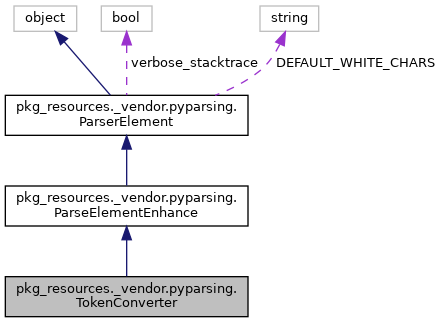 object
bool
string
verbose_stacktrace
DEFAULT_WHITE_CHARS
pkg_resources._vendor.pyparsing.
ParserElement
pkg_resources._vendor.pyparsing.
ParseElementEnhance
pkg_resources._vendor.pyparsing.
TokenConverter